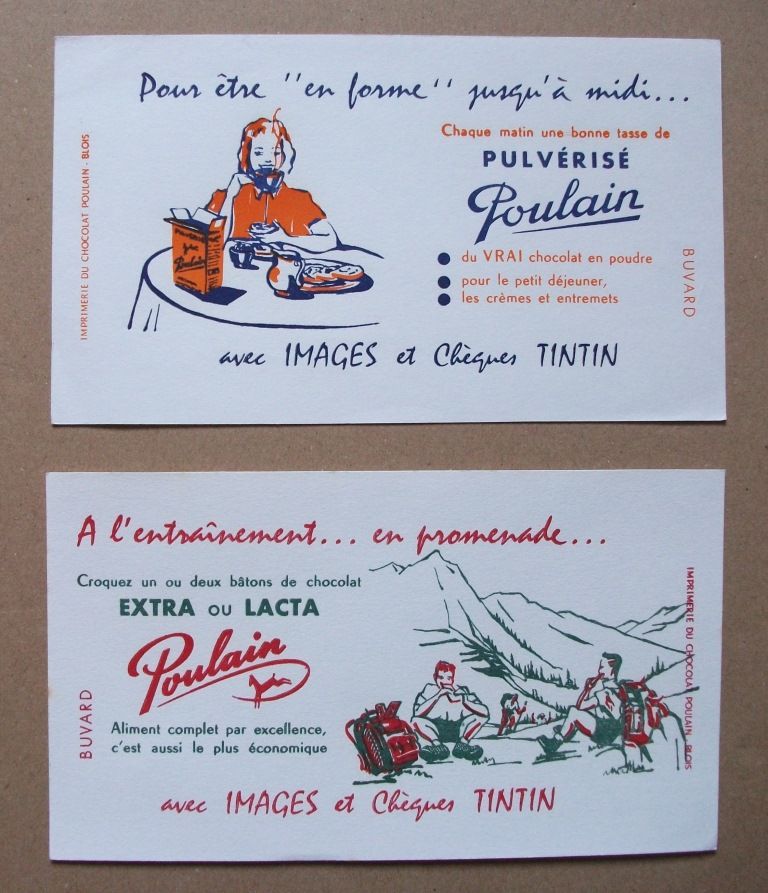 Pour être "en forme" jusqu'à midi...
Chaque matin une bonne tasse de
PULVÉRISÉ
Poulain
du VRAI chocolat en poudre
pour le petit déjeuner,
les crèmes et entremets
avec IMAGES et Chèques TINTIN
IMPRIMERIE DU CHOCOLAT POULAIN - BLOIS
BUVARD
Poulain
A l'entraînement... en promenade...
Croquez un ou deux bâtons de chocolat
EXTRA OU LACTA
Poulain
Aliment complet par excellence,
c'est aussi le plus économique
avec IMAGES et Chèques TINTIN
BUVARD
IMPRIMERIE DU CHOCOLAT POULAIN - BLOIS